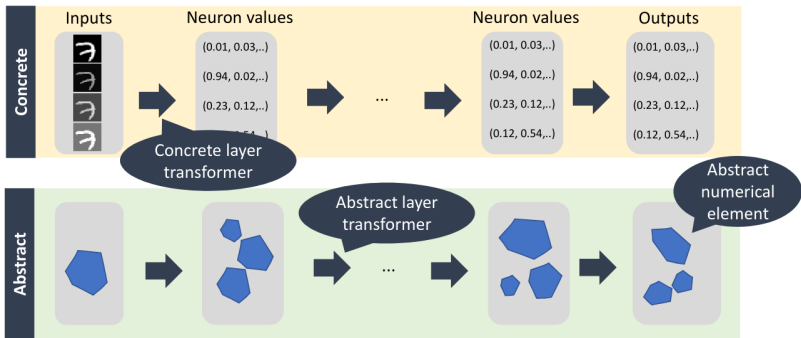 Inputs
Neuron values
Neuron values
Outputs
Concrete
(0.01, 0.03,..)
(0.94, 0.02,..)
(0.23, 0.12,..)
0.54,..)
...
(0.01, 0.03,..)
(0.94, 0.02,..)
(0.23, 0.12,..)
(0.12, 0.54,..)
(0.01, 0.03,..)
(0.94, 0.02,..)
(0.23, 0.12,..)
(0.12, 0.54,..)
Concrete layer
transformer
Abstract
Abstract layer
transformer
...
Abstract
numerical
element